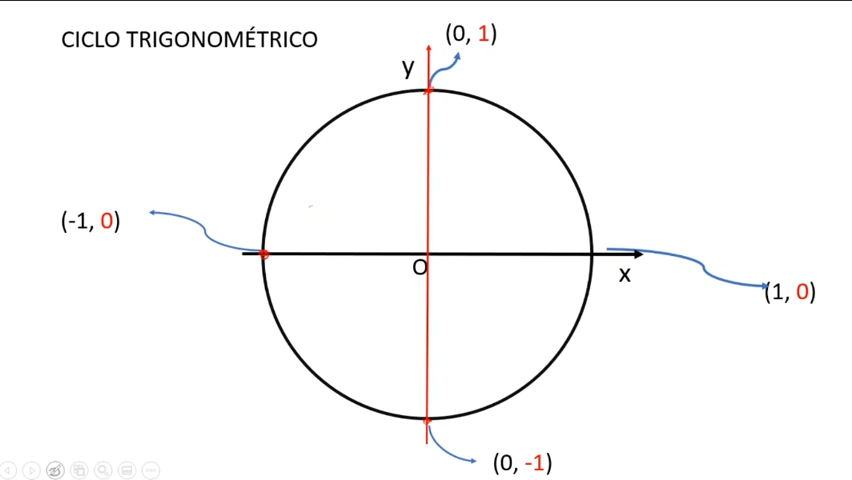 CICLO TRIGONOMÉTRICO
(0, 1)
y
(-1, 0)
O
x
(1, 0)
(0, -1)